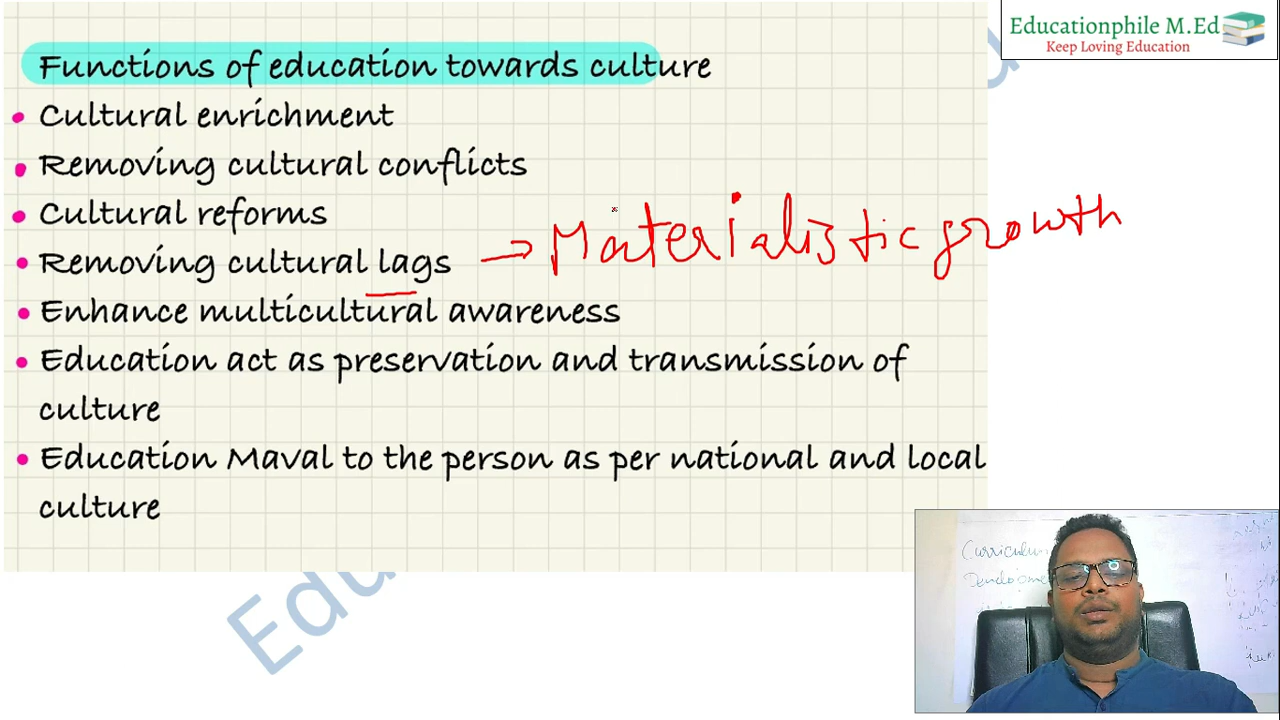 Educationphile M.Ed
Keep Loving Education
Functions of education towards culture
Cultural enrichment
Removing cultural conflicts
Cultural reforms
Removing cultural lags → Materialistic growth
Enhance multicultural awareness
Education act as preservation and transmission of
culture
Education Maval to the person as per national and local
culture
Edu
Curriculum